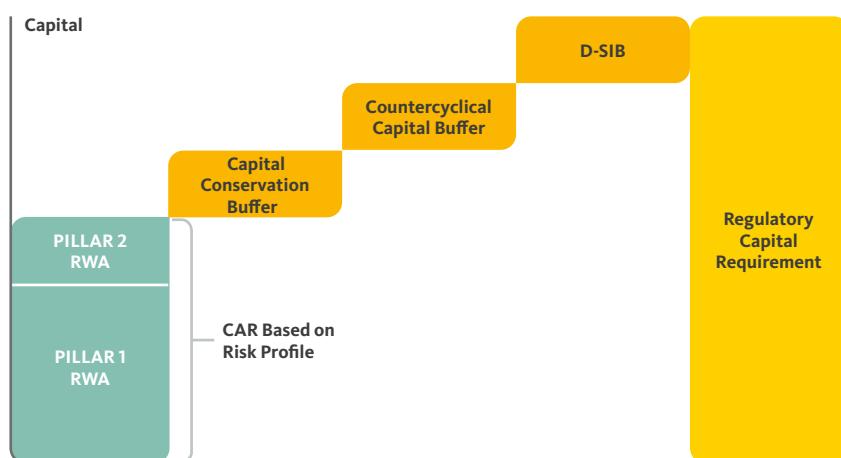 Capital
D-SIB
Countercyclical
Capital Buffer
Capital
Conservation
Buffer
PILLAR 2
RWA
Regulatory
Capital
Requirement
CAR Based on
Risk Profile
PILLAR 1
RWA